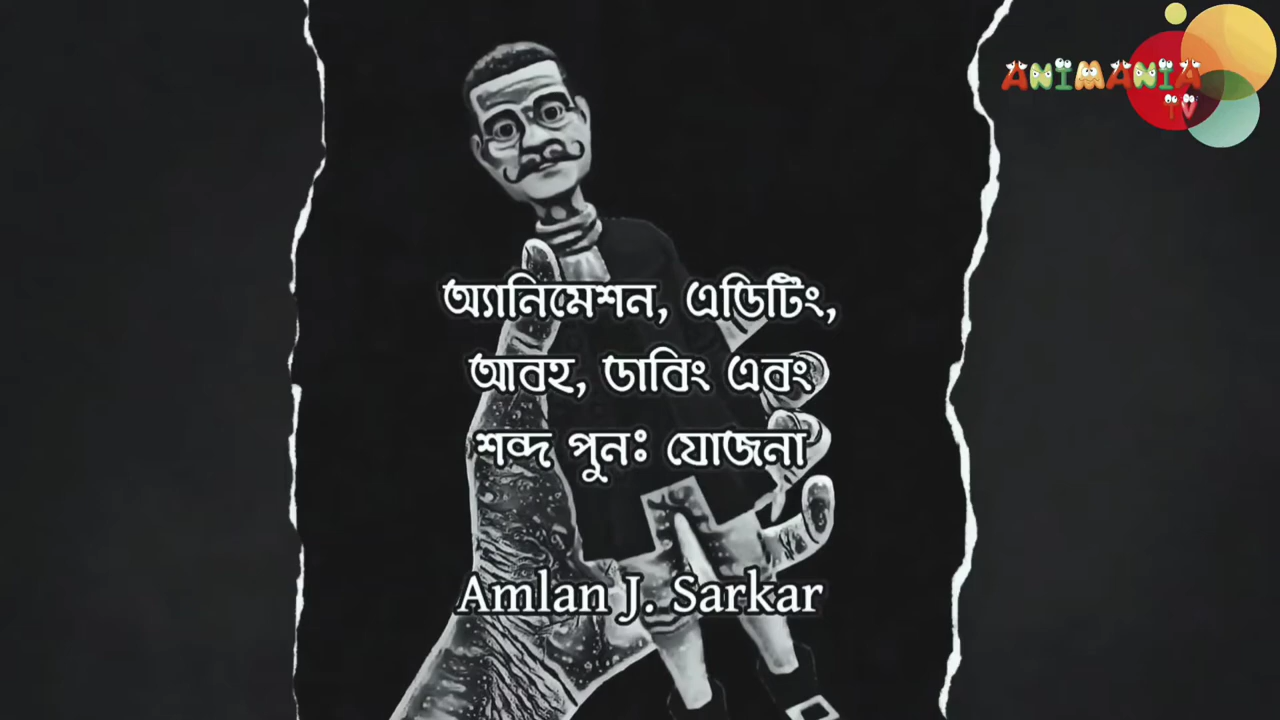 ANIMANIA
TV
অ্যানিমেশন, এডিটিং,
আবহ, ডাবিং এবং
শব্দ পুনঃ যোজনা
Amlan J. Sarkar